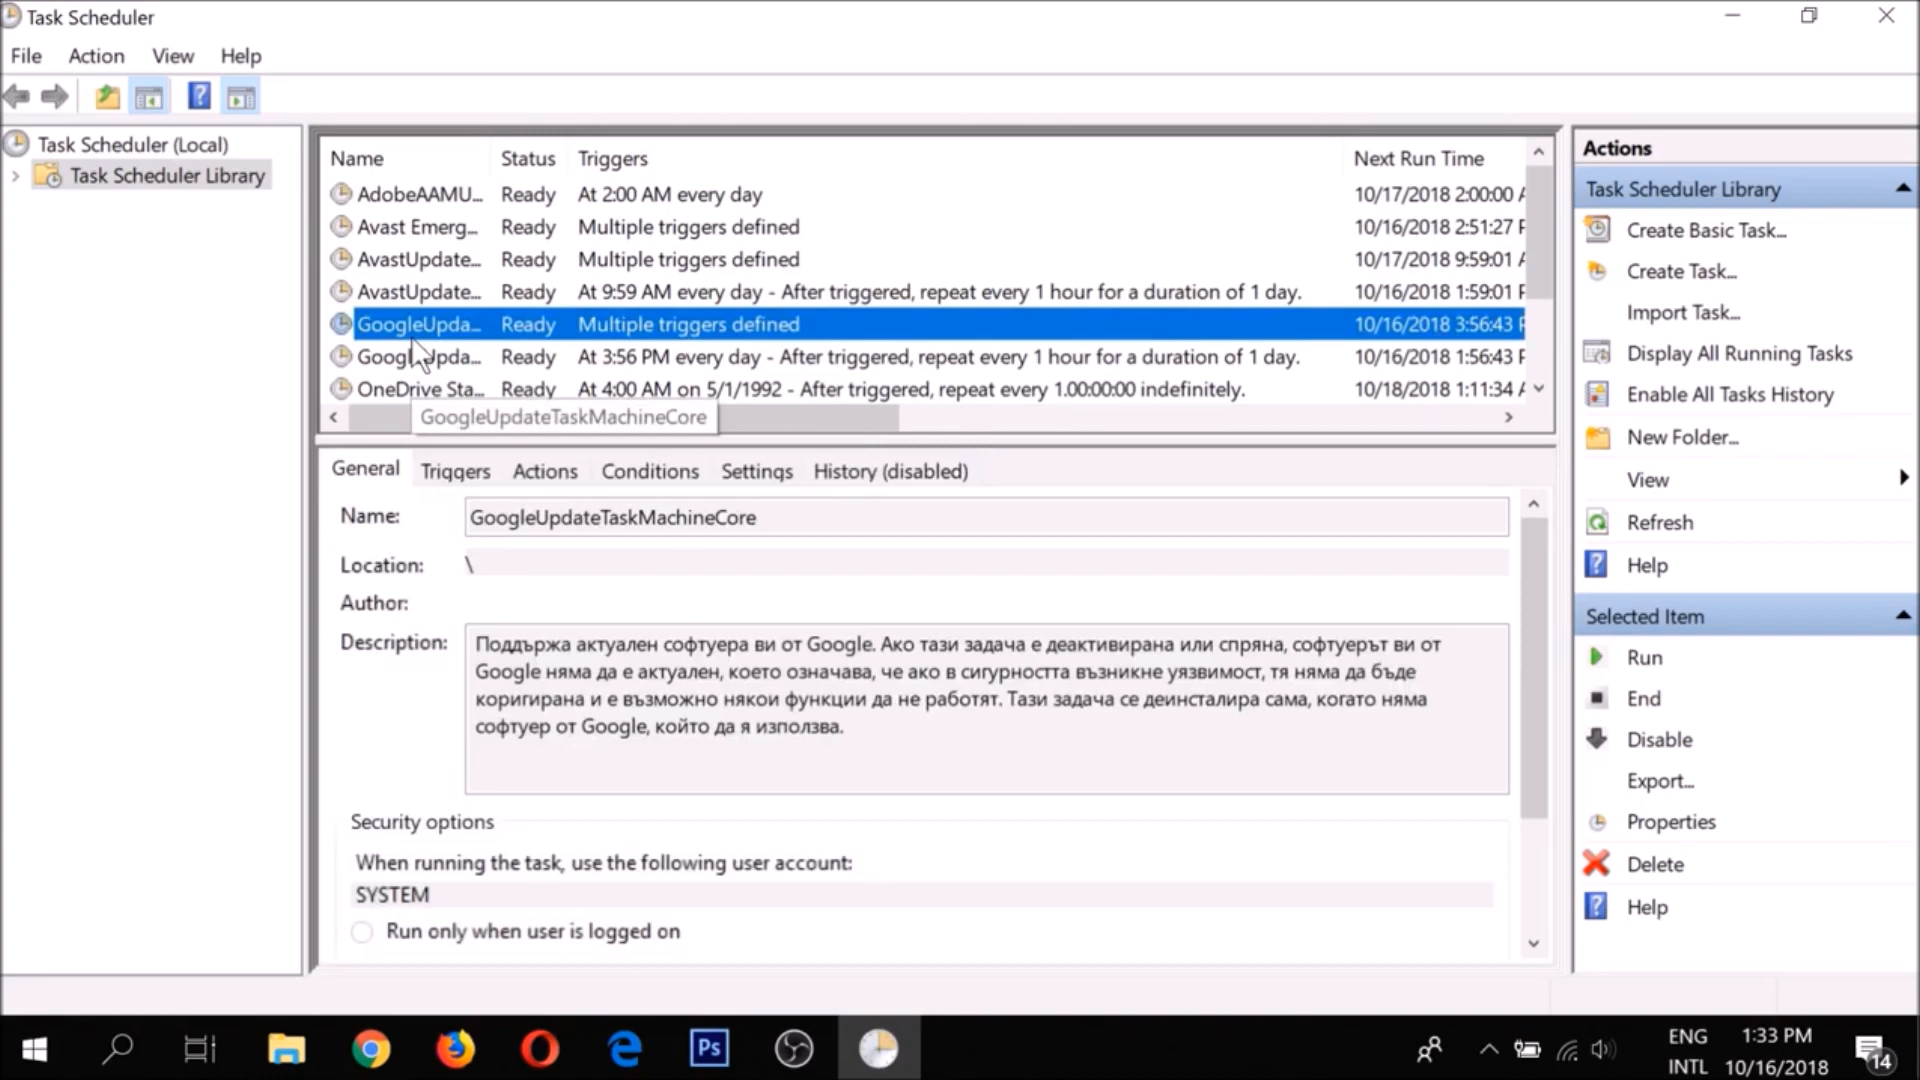 Task Scheduler
File Action View Help
Task Scheduler (Local)
Task Scheduler Library
Name Status Triggers Next Run Time
AdobeAAMU... Ready At 2:00 AM every day 10/17/2018 2:00:00 A
Avast Emerg... Ready Multiple triggers defined 10/16/2018 2:51:27 P
AvastUpdate... Ready Multiple triggers defined 10/17/2018 9:59:01 A
AvastUpdate... Ready At 9:59 AM every day - After triggered, repeat every 1 hour for a duration of 1 day. 10/16/2018 1:59:01 P
GoogleUpda... Ready Multiple triggers defined 10/16/2018 3:56:43 P
GoogleUpda... Ready At 3:56 PM every day - After triggered, repeat every 1 hour for a duration of 1 day. 10/16/2018 1:56:43 P
OneDrive Sta... Ready At 4:00 AM on 5/1/1992 - After triggered, repeat every 1.00:00:00 indefinitely. 10/18/2018 1:11:34 A
GoogleUpdateTaskMachineCore
General Triggers Actions Conditions Settings History (disabled)
Name: GoogleUpdateTaskMachineCore
Location: \
Author:
Description: Поддържа актуален софтуера ви от Google. Ако тази задача е деактивирана или спряна, софтуерът ви от
Google няма да е актуален, което означава, че ако в сигурността възникне уязвимост, тя няма да бъде
коригирана и е възможно някои функции да не работят. Тази задача се деинсталира сама, когато няма
софтуер от Google, който да я използва.
Security options
When running the task, use the following user account:
SYSTEM
Run only when user is logged on
Actions
Task Scheduler Library
Create Basic Task...
Create Task...
Import Task...
Display All Running Tasks
Enable All Tasks History
New Folder...
View
Refresh
Help
Selected Item
Run
End
Disable
Export...
Properties
Delete
Help
Ps
ENG 1:33 PM
INTL 10/16/2018
14